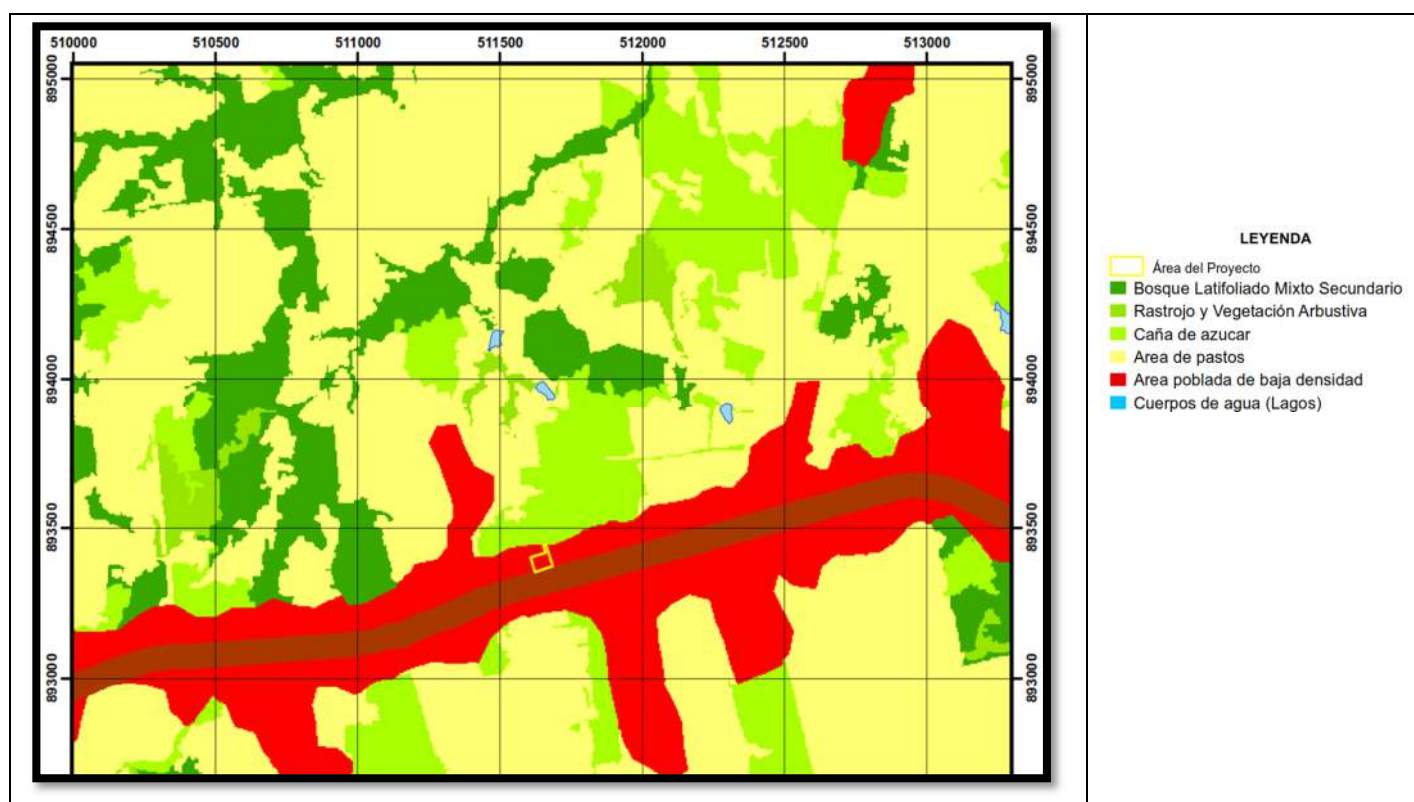 510000 510500 511000 511500 512000 512500 513000
895000 895000
894500 894500
894000 894000
893500 893500
893000 893000
LEYENDA
Área del Proyecto
Bosque Latifoliado Mixto Secundario
Rastrojo y Vegetación Arbustiva
Caña de azucar
Area de pastos
Area poblada de baja densidad
Cuerpos de agua (Lagos)